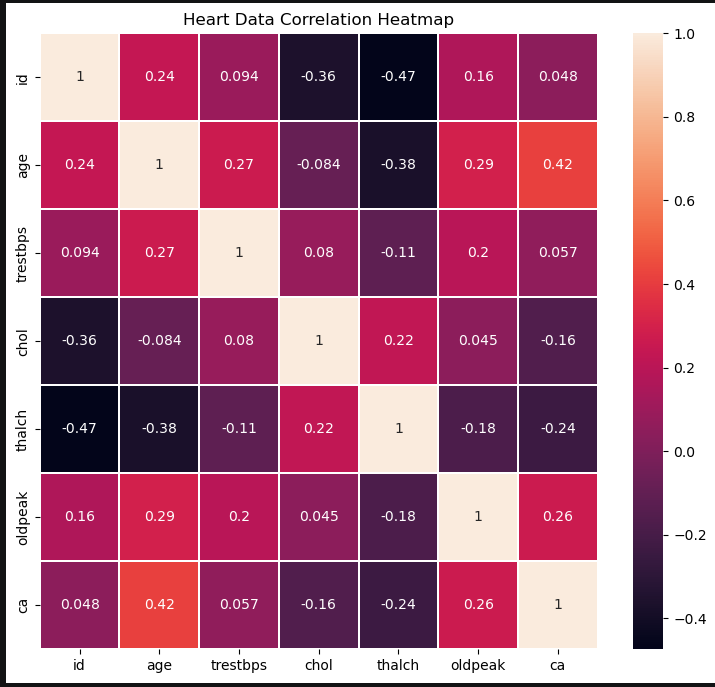 Heart Data Correlation Heatmap
id 1 0.24 0.094 -0.36 -0.47 0.16 0.048
age 0.24 1 0.27 -0.084 -0.38 0.29 0.42
trestbps 0.094 0.27 1 0.08 -0.11 0.2 0.057
chol -0.36 -0.084 0.08 1 0.22 0.045 -0.16
thalch -0.47 -0.38 -0.11 0.22 1 -0.18 -0.24
oldpeak 0.16 0.29 0.2 0.045 -0.18 1 0.26
ca 0.048 0.42 0.057 -0.16 -0.24 0.26 1
id age trestbps chol thalch oldpeak ca
1.0
0.8
0.6
0.4
0.2
0.0
−0.2
−0.4